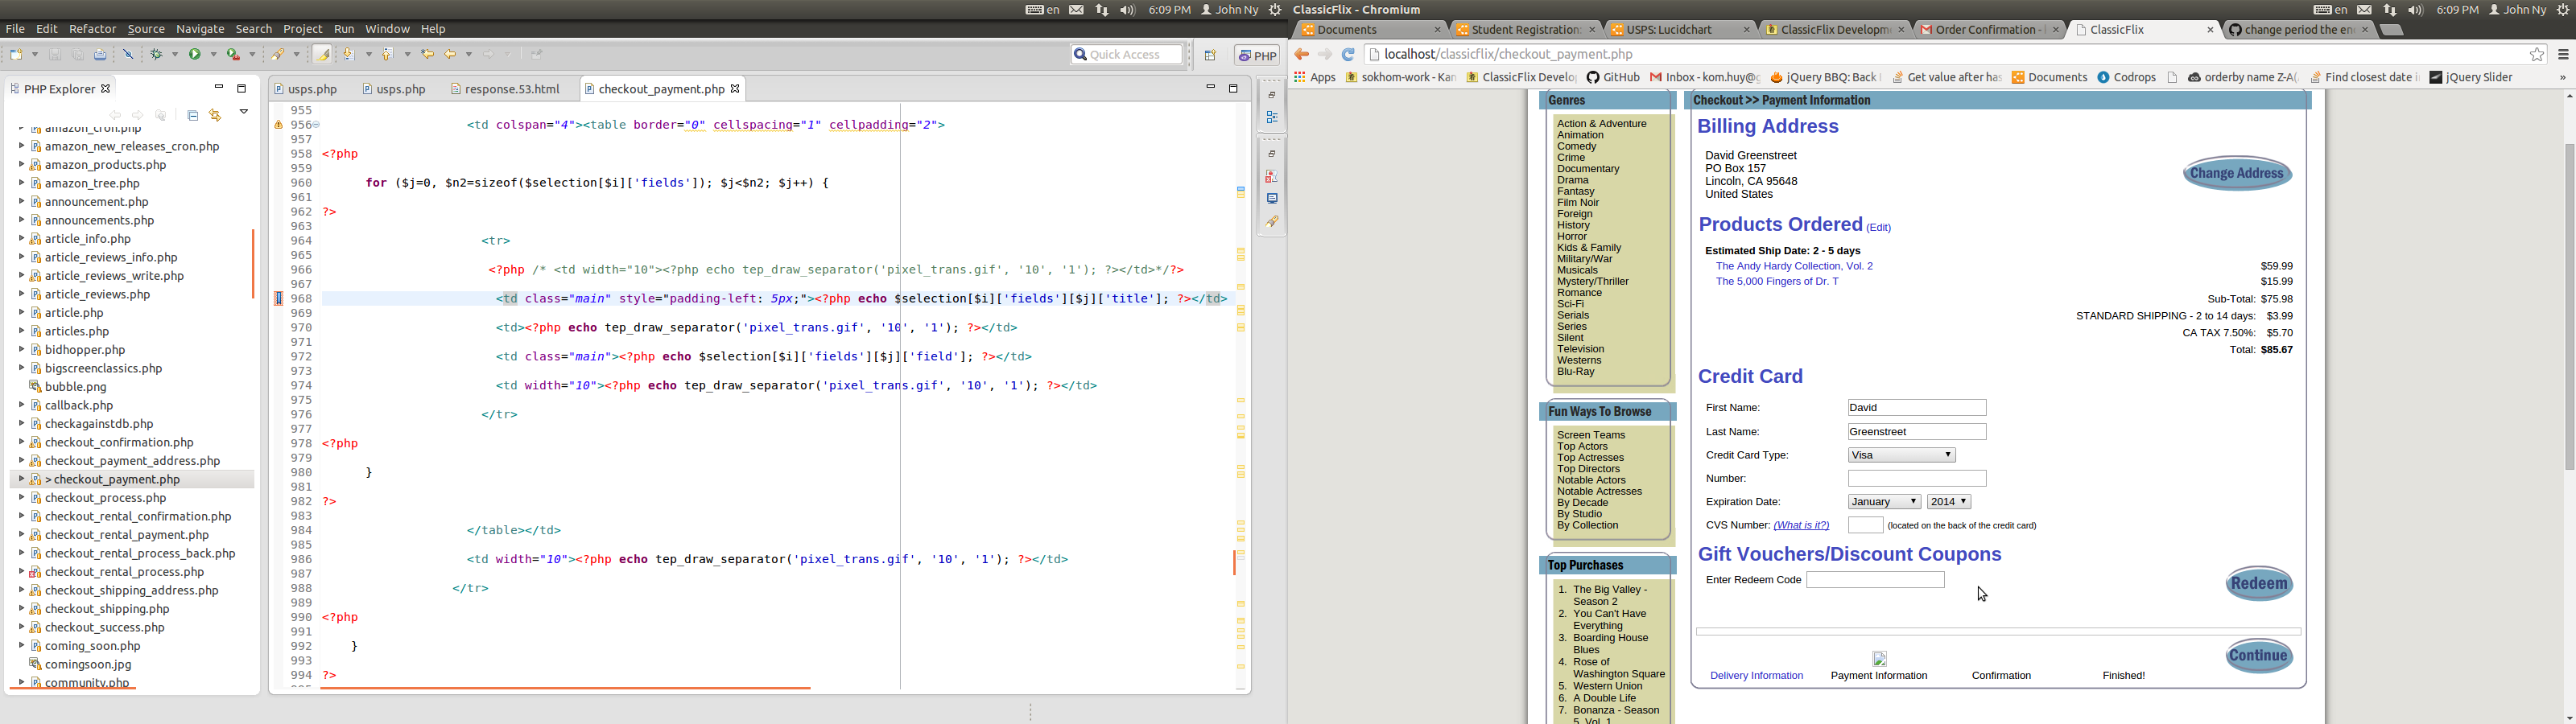 en 6:09 PM John Ny
File Edit Refactor Source Navigate Search Project Run Window Help
Quick Access PHP
PHP Explorer
amazon_cron.php
amazon_new_releases_cron.php
amazon_products.php
amazon_tree.php
announcement.php
announcements.php
article_info.php
article_reviews_info.php
article_reviews_write.php
article_reviews.php
article.php
articles.php
bidhopper.php
bigscreenclassics.php
bubble.png
callback.php
checkagainstdb.php
checkout_confirmation.php
checkout_payment_address.php
> checkout_payment.php
checkout_process.php
checkout_rental_confirmation.php
checkout_rental_payment.php
checkout_rental_process_back.php
checkout_rental_process.php
checkout_shipping_address.php
checkout_shipping.php
checkout_success.php
coming_soon.php
comingsoon.jpg
community.php
usps.php usps.php response.53.html checkout_payment.php
955
956 <td colspan="4"><table border="0" cellspacing="1" cellpadding="2">
957
958 <?php
959
960 for ($j=0, $n2=sizeof($selection[$i]['fields']); $j<$n2; $j++) {
961
962 ?>
963
964 <tr>
965
966 <?php /* <td width="10"><?php echo tep_draw_separator('pixel_trans.gif', '10', '1'); ?></td>*/?>
967
968 <td class="main" style="padding-left: 5px;"><?php echo $selection[$i]['fields'][$j]['title']; ?></td>
969
970 <td><?php echo tep_draw_separator('pixel_trans.gif', '10', '1'); ?></td>
971
972 <td class="main"><?php echo $selection[$i]['fields'][$j]['field']; ?></td>
973
974 <td width="10"><?php echo tep_draw_separator('pixel_trans.gif', '10', '1'); ?></td>
975
976 </tr>
977
978 <?php
979
980 }
981
982 ?>
983
984 </table></td>
985
986 <td width="10"><?php echo tep_draw_separator('pixel_trans.gif', '10', '1'); ?></td>
987
988 </tr>
989
990 <?php
991
992 }
993
994 ?>
ClassicFlix - Chromium en 6:09 PM John Ny
Documents Student Registration: USPS: Lucidchart ClassicFlix Developm Order Confirmation - ClassicFlix change period the en
localhost/classicflix/checkout_payment.php
Apps sokhom-work - Kan ClassicFlix Develo GitHub Inbox - kom.huy@g jQuery BBQ: Back Get value after has Documents Codrops orderby name Z-A( Find closest date i jQuery Slider »
Genres
Action & Adventure
Animation
Comedy
Crime
Documentary
Drama
Fantasy
Film Noir
Foreign
History
Horror
Kids & Family
Military/War
Musicals
Mystery/Thriller
Romance
Sci-Fi
Serials
Series
Silent
Television
Westerns
Blu-Ray
Fun Ways To Browse
Screen Teams
Top Actors
Top Actresses
Top Directors
Notable Actors
Notable Actresses
By Decade
By Studio
By Collection
Top Purchases
1. The Big Valley -
Season 2
2. You Can't Have
Everything
3. Boarding House
Blues
4. Rose of
Washington Square
5. Western Union
6. A Double Life
7. Bonanza - Season
5, Vol. 1
Checkout >> Payment Information
Billing Address
David Greenstreet
PO Box 157
Lincoln, CA 95648
United States
Change Address
Products Ordered (Edit)
Estimated Ship Date: 2 - 5 days
The Andy Hardy Collection, Vol. 2 $59.99
The 5,000 Fingers of Dr. T $15.99
Sub-Total: $75.98
STANDARD SHIPPING - 2 to 14 days: $3.99
CA TAX 7.50%: $5.70
Total: $85.67
Credit Card
First Name: David
Last Name: Greenstreet
Credit Card Type: Visa
Number:
Expiration Date: January 2014
CVS Number: (What is it?) (located on the back of the credit card)
Gift Vouchers/Discount Coupons
Enter Redeem Code
Redeem
Continue
Delivery Information Payment Information Confirmation Finished!